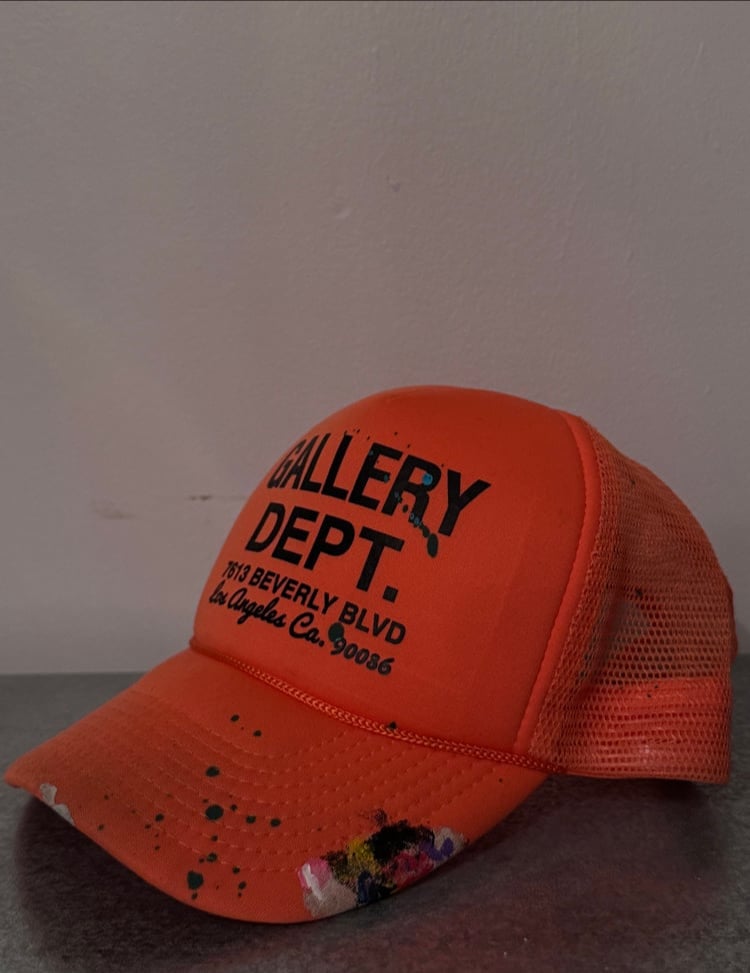 GALLERY
DEPT.
7613 BEVERLY BLVD
Los Angeles Ca. 90036